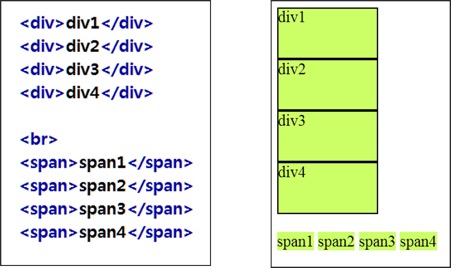 <div>div1</div>
<div>div2</div>
<div>div3</div>
<div>div4</div>
<br>
<span>span1</span>
<span>span2</span>
<span>span3</span>
<span>span4</span>
div1
div2
div3
div4
span1 span2 span3 span4